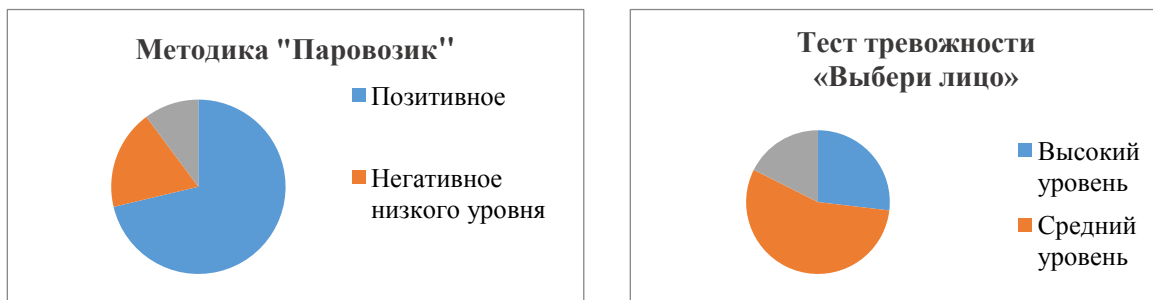 Методика "Паровозик"
Позитивное
Негативное
низкого уровня
Тест тревожности
«Выбери лицо»
Высокий
уровень
Средний
уровень